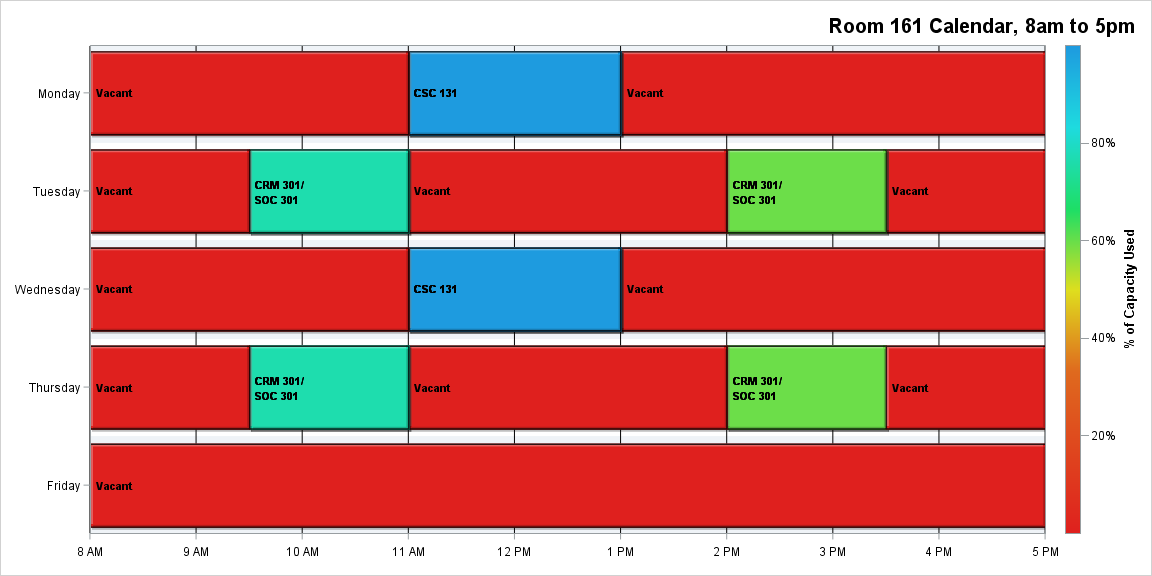 Room 161 Calendar, 8am to 5pm
Monday
Vacant
CSC 131
Vacant
Tuesday
Vacant
CRM 301/
SOC 301
Vacant
CRM 301/
SOC 301
Vacant
Wednesday
Vacant
CSC 131
Vacant
Thursday
Vacant
CRM 301/
SOC 301
Vacant
CRM 301/
SOC 301
Vacant
Friday
Vacant
8 AM
9 AM
10 AM
11 AM
12 PM
1 PM
2 PM
3 PM
4 PM
5 PM
80%
60%
40%
20%
% of Capacity Used